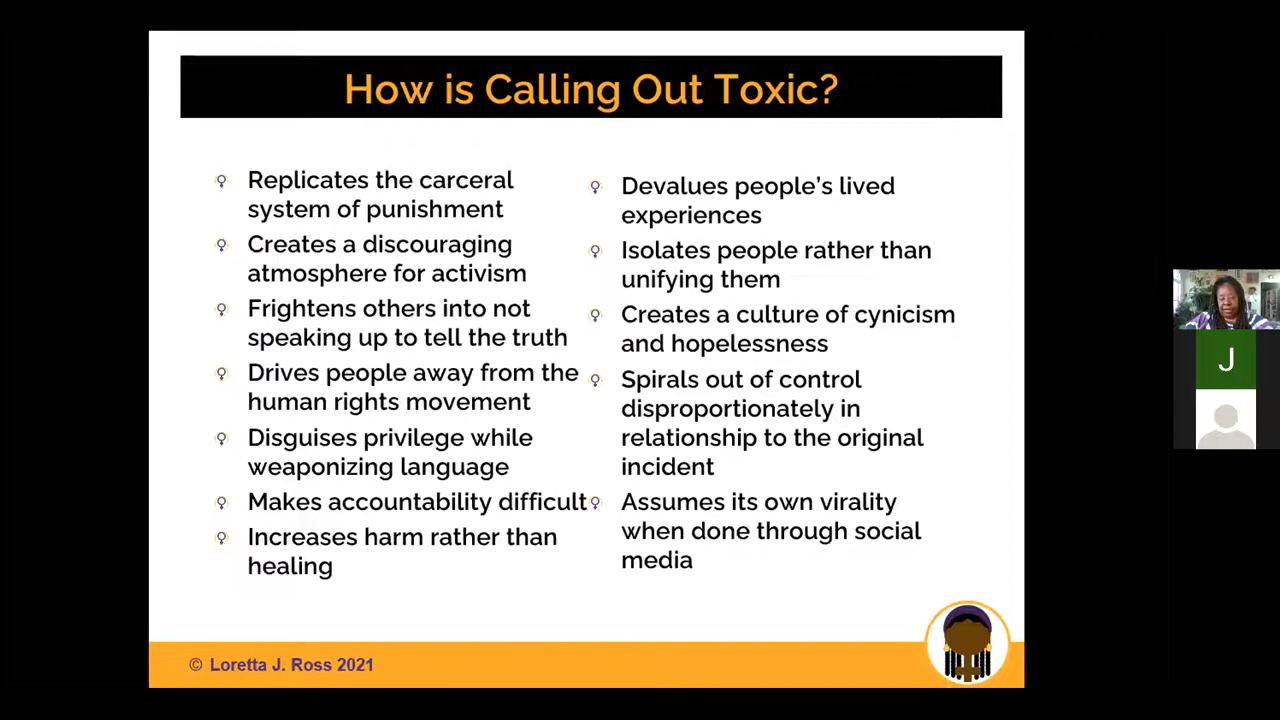 How is Calling Out Toxic?
Replicates the carceral
system of punishment
Creates a discouraging
atmosphere for activism
Frightens others into not
speaking up to tell the truth
Drives people away from the
human rights movement
Disguises privilege while
weaponizing language
Makes accountability difficult
Increases harm rather than
healing
Devalues people’s lived
experiences
Isolates people rather than
unifying them
Creates a culture of cynicism
and hopelessness
Spirals out of control
disproportionately in
relationship to the original
incident
Assumes its own virality
when done through social
media
© Loretta J. Ross 2021
J